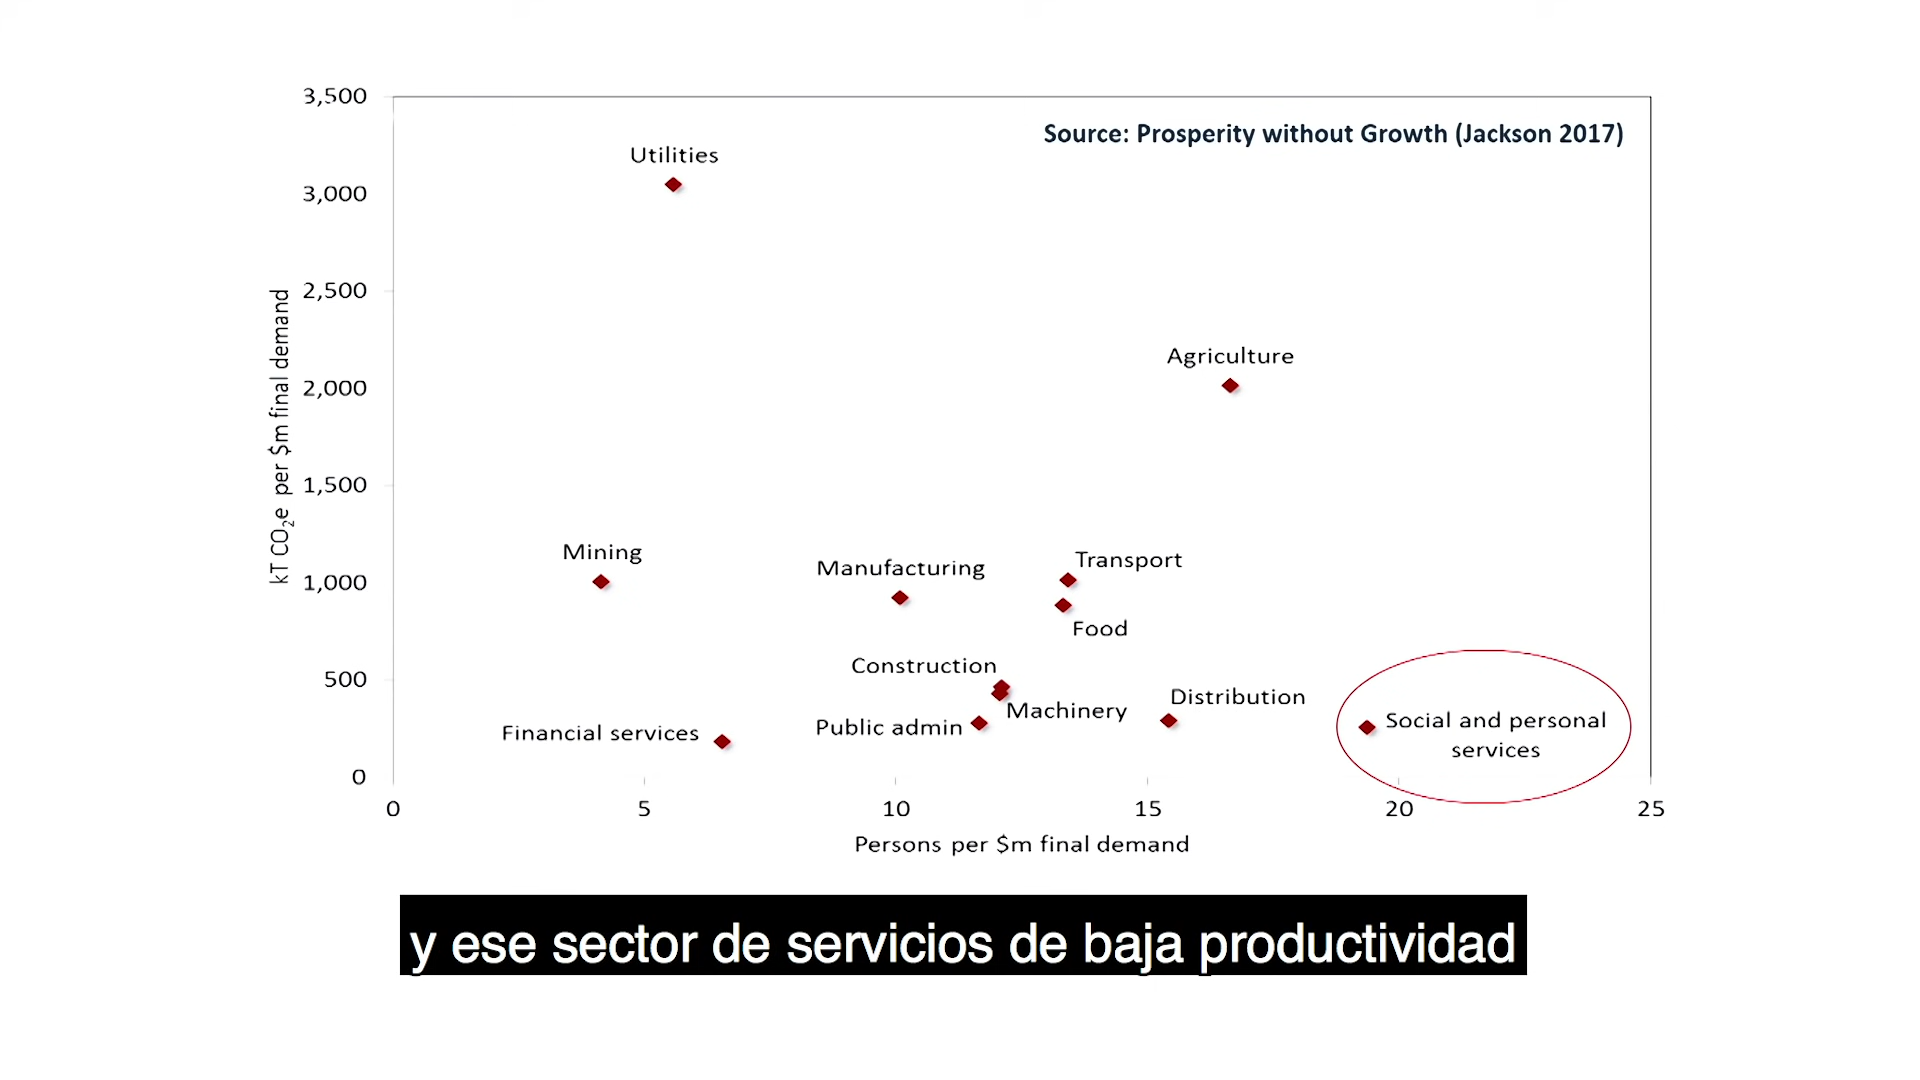 3,500
Source: Prosperity without Growth (Jackson 2017)
Utilities
3,000
2,500
Agriculture
2,000
kT CO₂e per $m final demand
1,500
Mining
Manufacturing
Transport
1,000
Food
Construction
500
Distribution
Machinery
Social and personal
services
Public admin
Financial services
0
0 5 10 15 20 25
Persons per $m final demand
y ese sector de servicios de baja productividad